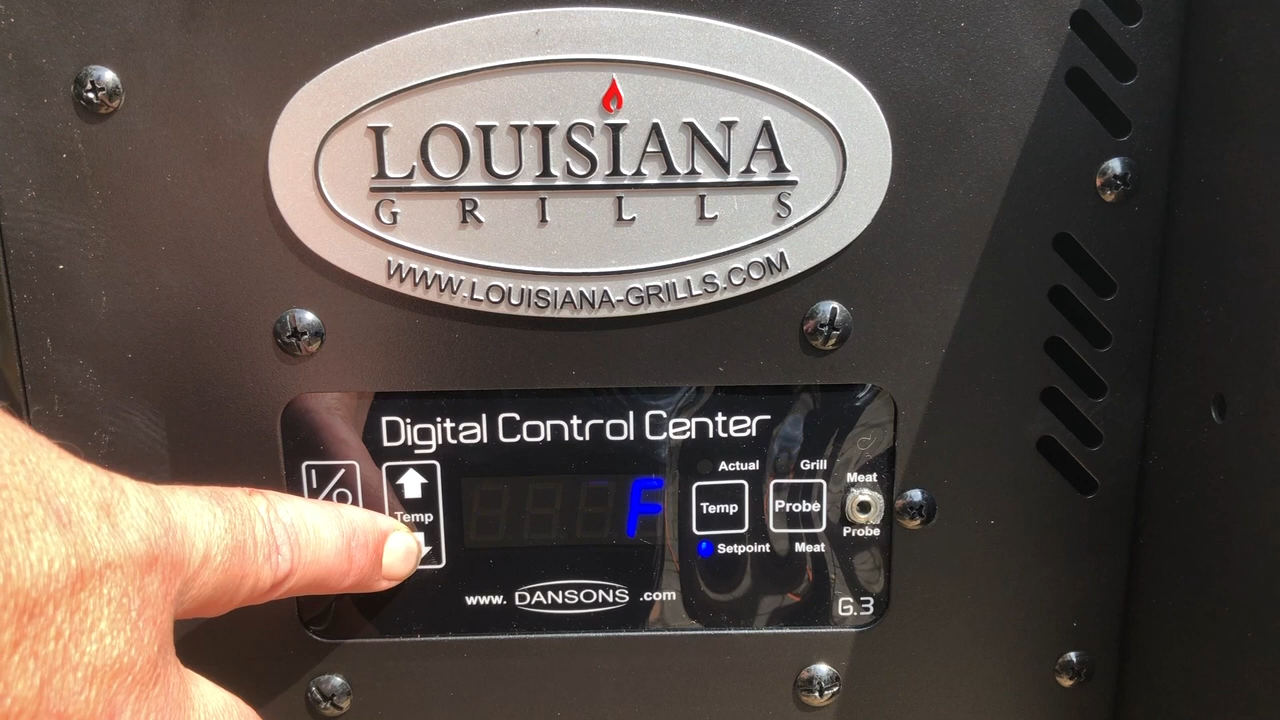 LOUISIANA
GRILLS
WWW.LOUISIANA-GRILLS.COM
Digital Control Center
Temp
F
Actual
Temp
Setpoint
Grill
Probe
Meat
Meat
Probe
www. DANSONS .com
G.3